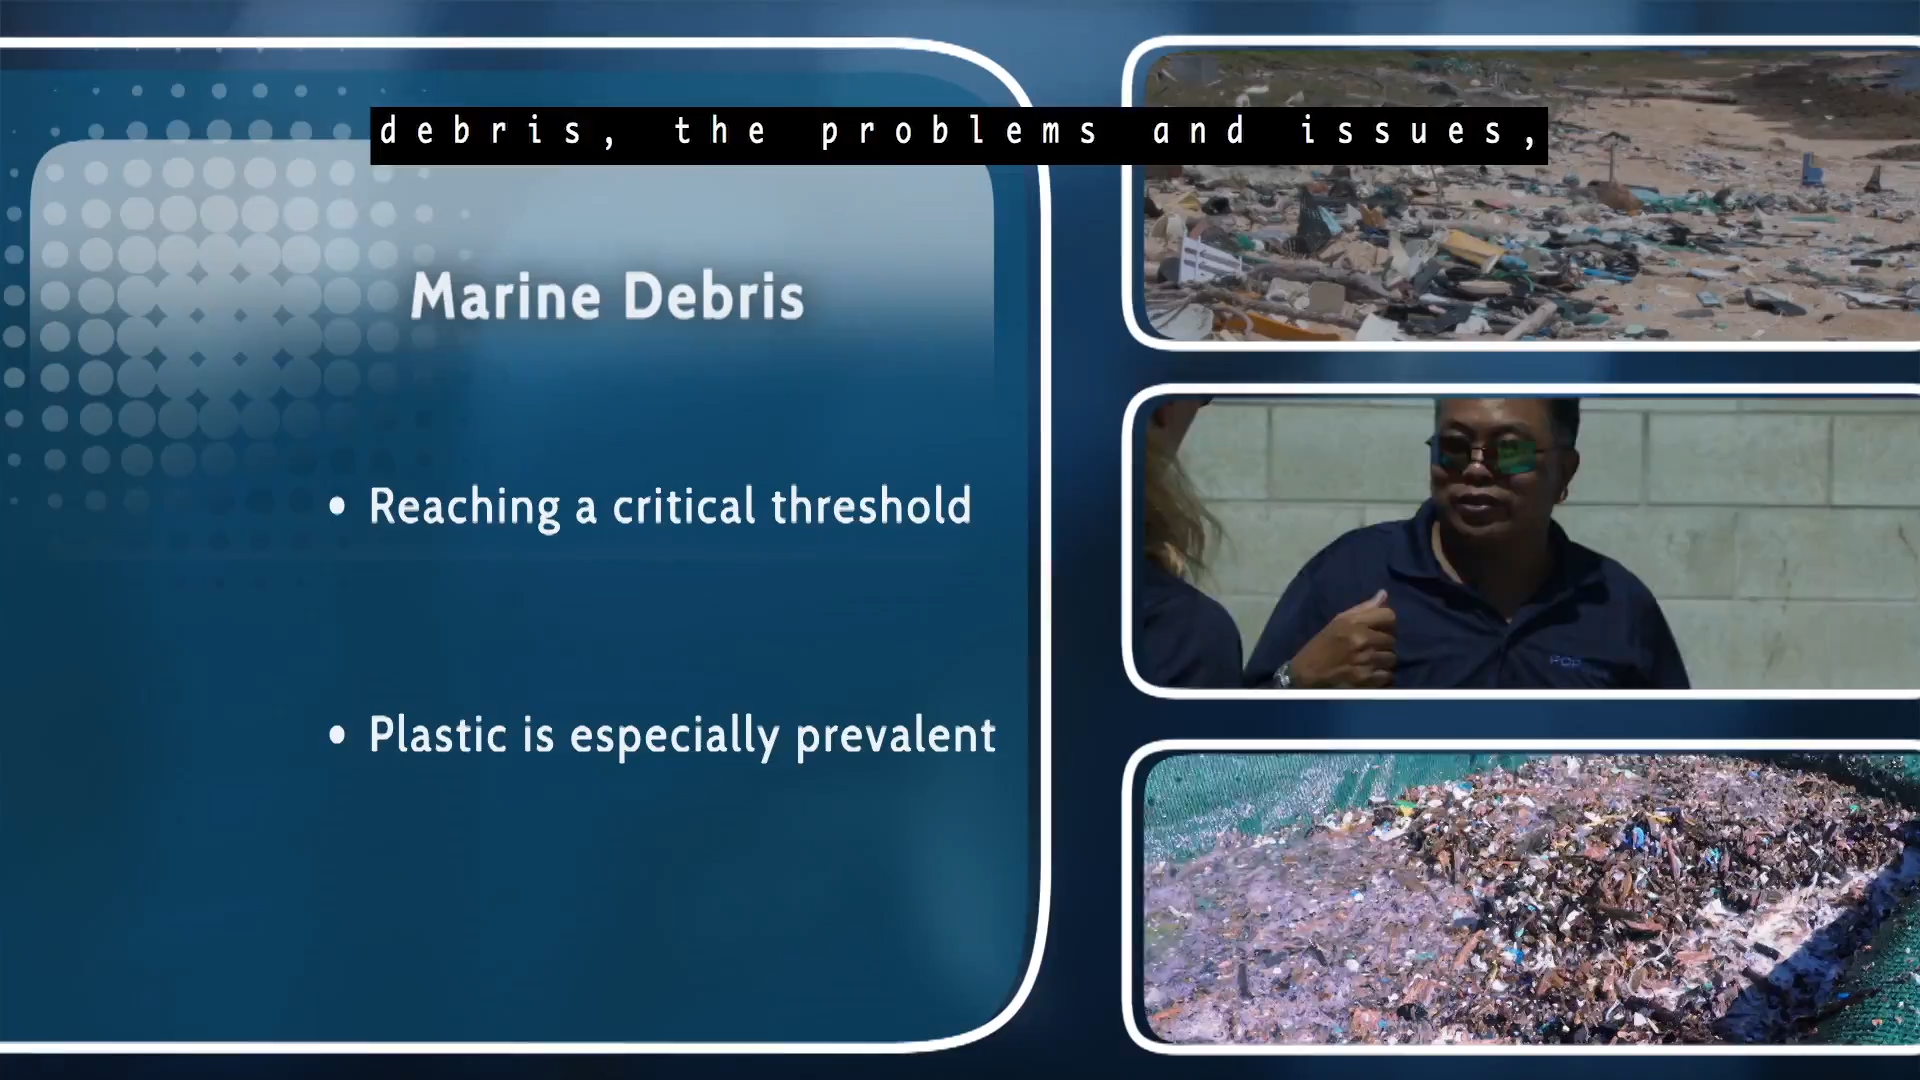 debris, the problems and issues,
Marine Debris
• Reaching a critical threshold
• Plastic is especially prevalent